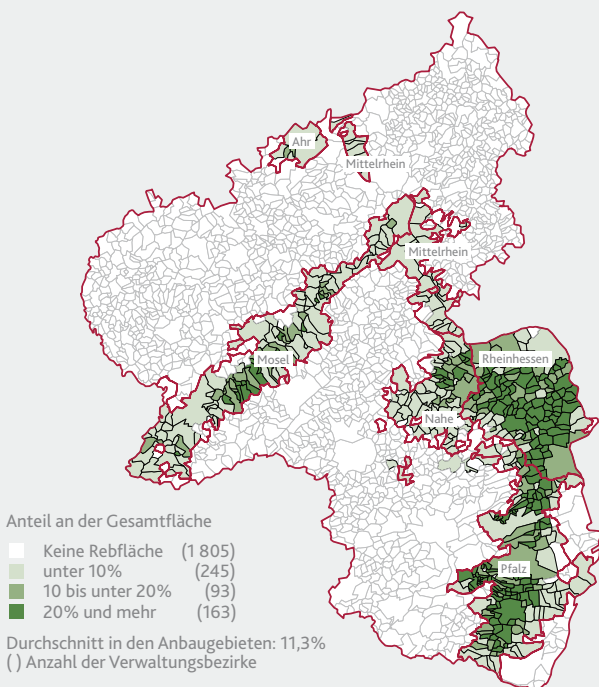 Ahr
Mittelrhein
Mittelrhein
Mosel
Rheinhessen
Nahe
Pfalz
Anteil an der Gesamtfläche
Keine Rebfläche (1 805)
unter 10% (245)
10 bis unter 20% (93)
20% und mehr (163)
Durchschnitt in den Anbaugebieten: 11,3%
( ) Anzahl der Verwaltungsbezirke